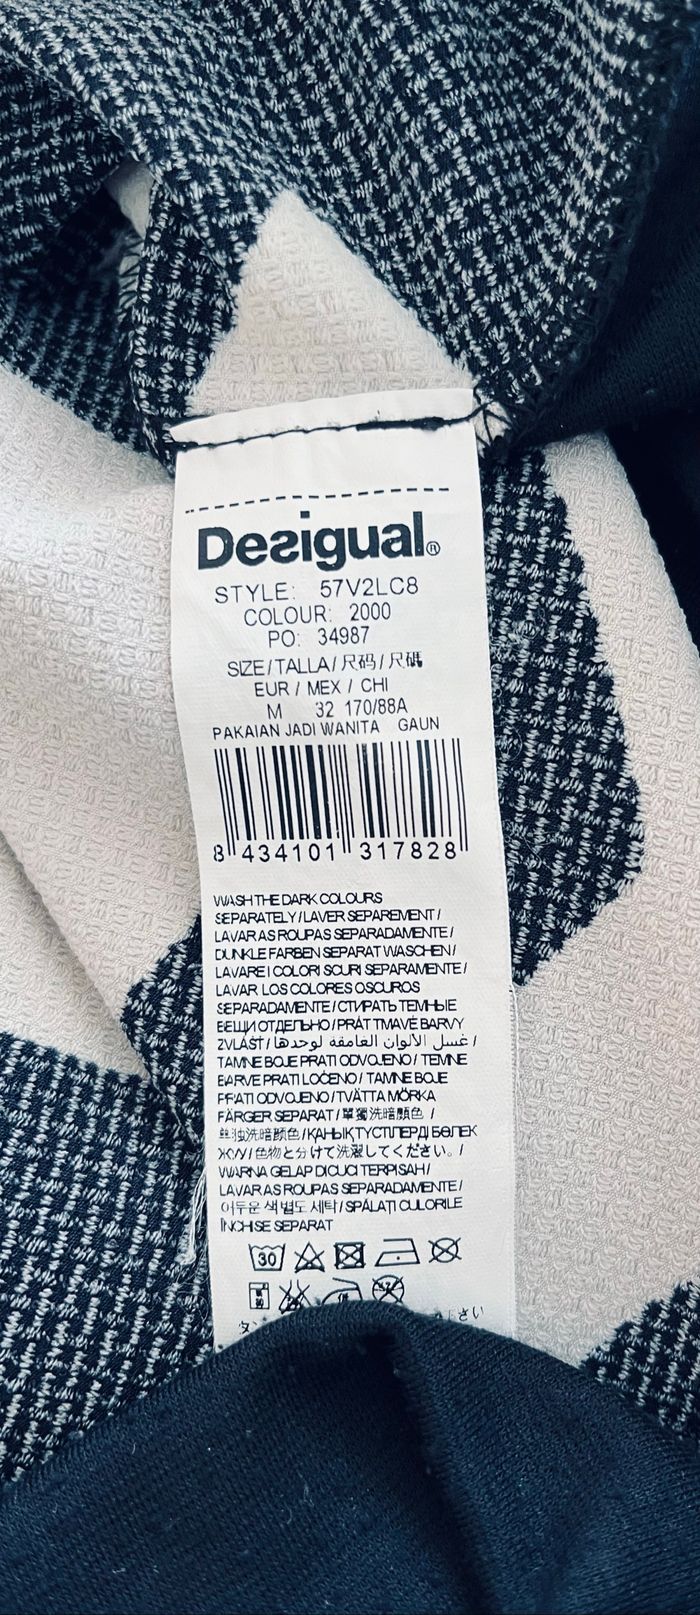 Desigual®
STYLE: 57V2LC8
COLOUR: 2000
PO: 34987
SIZE/TALLA/尺码/尺碼
EUR / MEX / CHI
M 32 170/88A
PAKAIAN JADI WANITA GAUN
8 434101 317828
WASH THE DARK COLOURS
SEPARATELY/LAVER SEPAREMENT/
LAVAR AS ROUPAS SEPARADAMENTE/
DUNKLE FARBEN SEPARAT WASCHEN/
LAVARE I COLORI SCURI SEPARAMENTE/
LAVAR LOS COLORES OSCUROS
SEPARADAMENTE/СТИРАТЬ ТЕМНЫЕ
ВЕЩИ ОТДЕЛЬНО/PRÁT TMAVÉ BARVY
ZVLÁŠT/غسل الألوان الغامقة لوحدها/
TAMNE BOJE PRATI ODVOJENO/TEMNE
BARVE PRATI LOČENO/TAMNE BOJE
PRATI ODVOJENO/TVÄTTA MÖRKA
FÄRGER SEPARAT/單獨洗暗顏色 /
单独洗暗颜色/ҚАНЫҚ ТҮСТІЛЕРДІ БӨЛЕК
ЖУУ/色物と分けて洗濯してください。/
WARNA GELAP DICUCI TERPISAH/
LAVAR AS ROUPAS SEPARADAMENTE/
어두운 색 별도 세탁/SPĂLAȚI CULORILE
ÎNCHISE SEPARAT
30